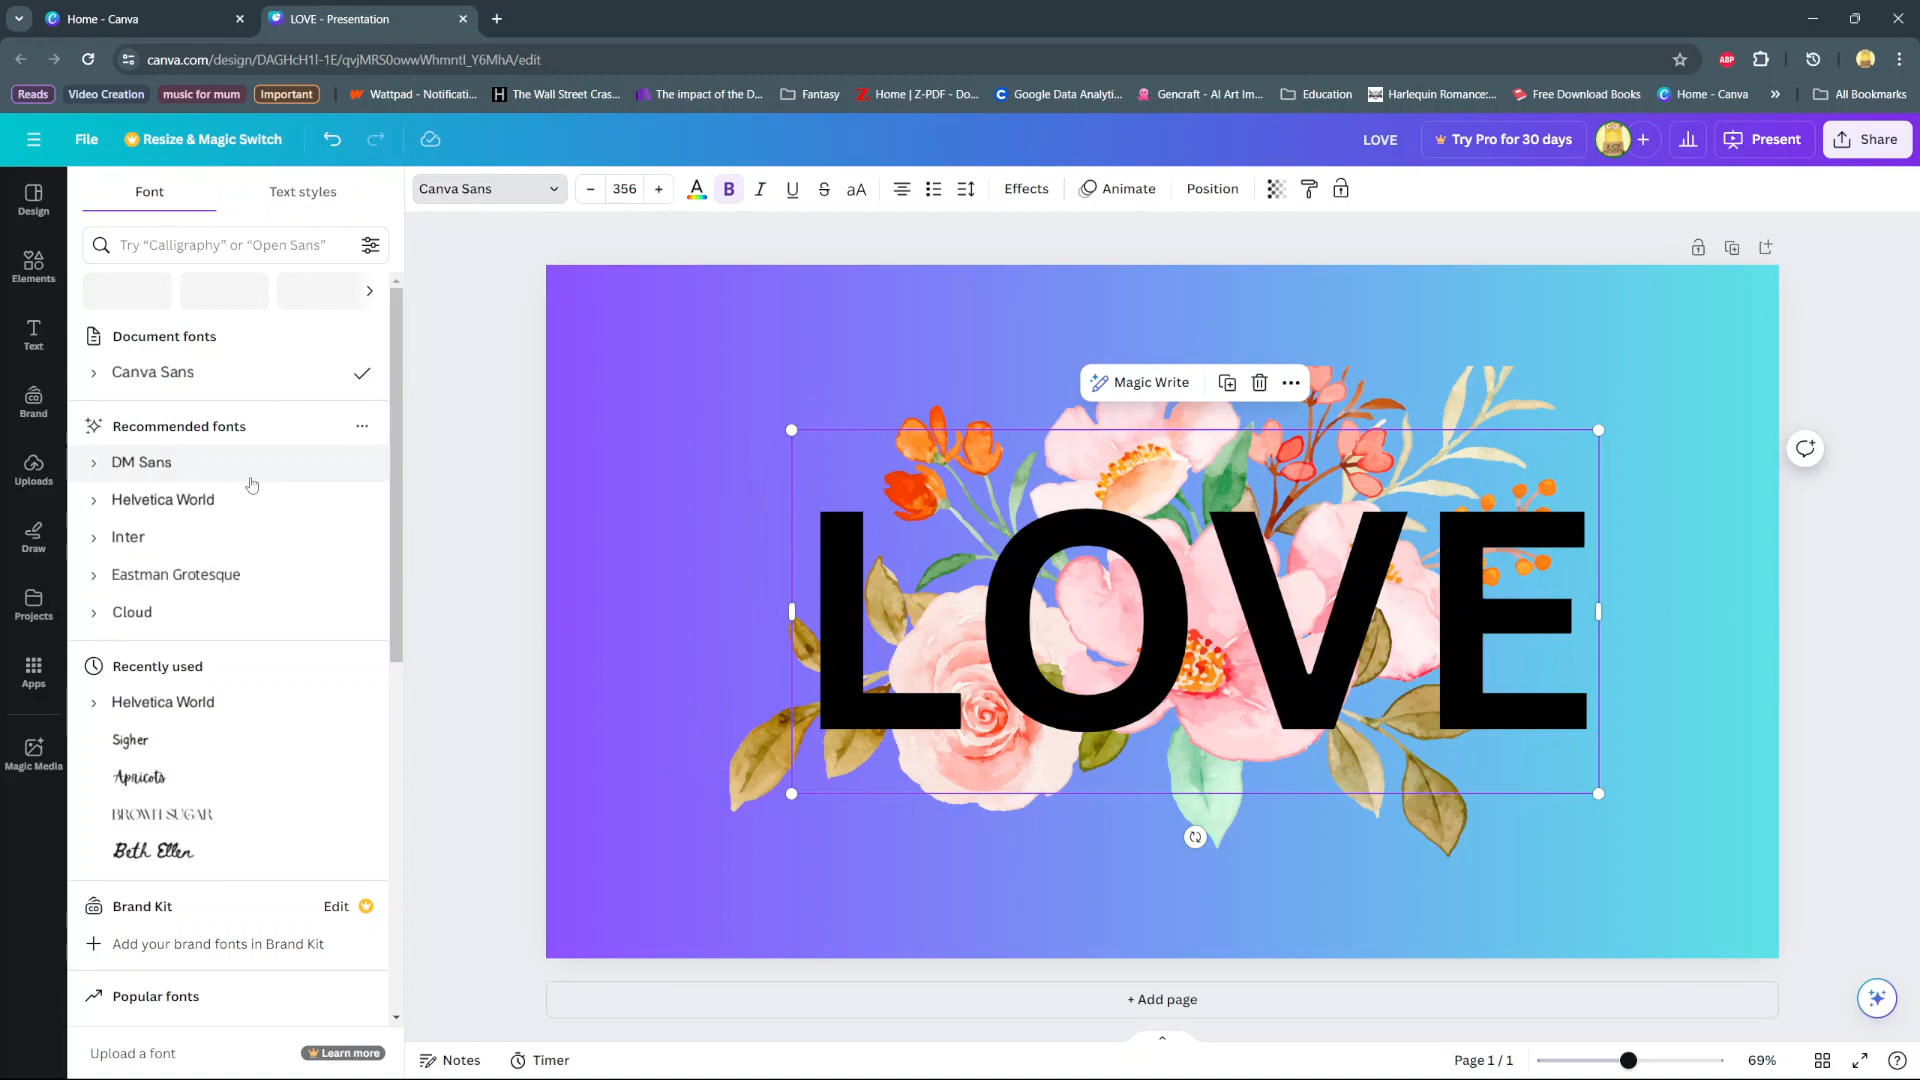 Home - Canva
LOVE - Presentation
canva.com/design/DAGHcH1l-1E/qvjMRS0owwWhmntl_Y6MhA/edit
ABP
Reads
Video Creation
music for mum
Important
Wattpad - Notificati...
The Wall Street Cras...
The impact of the D...
Fantasy
Home | Z-PDF - Do...
Google Data Analyti...
Gencraft - AI Art Im...
Education
Harlequin Romance:...
Free Download Books
Home - Canva
All Bookmarks
File
Resize & Magic Switch
LOVE
Try Pro for 30 days
Present
Share
Design
Elements
Text
Brand
Uploads
Draw
Projects
Apps
Magic Media
Font
Text styles
Try “Calligraphy” or “Open Sans”
Document fonts
Canva Sans
Recommended fonts
DM Sans
Helvetica World
Inter
Eastman Grotesque
Cloud
Recently used
Helvetica World
Sigher
Apricots
BROWN SUGAR
Beth Ellen
Brand Kit
Edit
Add your brand fonts in Brand Kit
Popular fonts
Upload a font
Learn more
Canva Sans
– 356 +
A B I U S aA
Effects
Animate
Position
Magic Write
LOVE
+ Add page
Notes
Timer
Page 1 / 1
69%